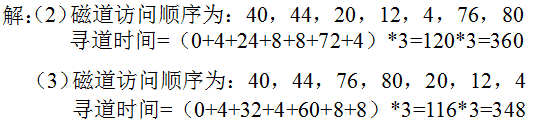 解：（2）磁道访问顺序为：40，44，20，12，4，76，80
寻道时间=（0+4+24+8+8+72+4）*3=120*3=360
（3）磁道访问顺序为：40，44，76，80，20，12，4
寻道时间=（0+4+32+4+60+8+8）*3=116*3=348